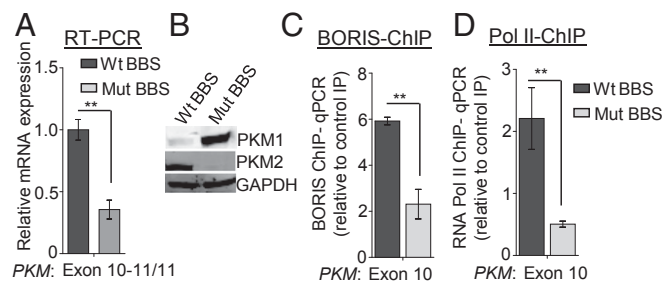 A
RT-PCR
Relative mRNA expression
1.5
1.0
0.5
0
**
Wt BBS
Mut BBS
PKM: Exon 10-11/11
B
Wt BBS
Mut BBS
PKM1
PKM2
GAPDH
C
BORIS-ChIP
BORIS ChIP- qPCR
(relative to control IP)
8
6
4
2
0
**
PKM: Exon 10
D
Pol II-ChIP
RNA Pol II ChIP- qPCR
(relative to control IP)
3
2
1
0
**
Wt BBS
Mut BBS
PKM: Exon 10